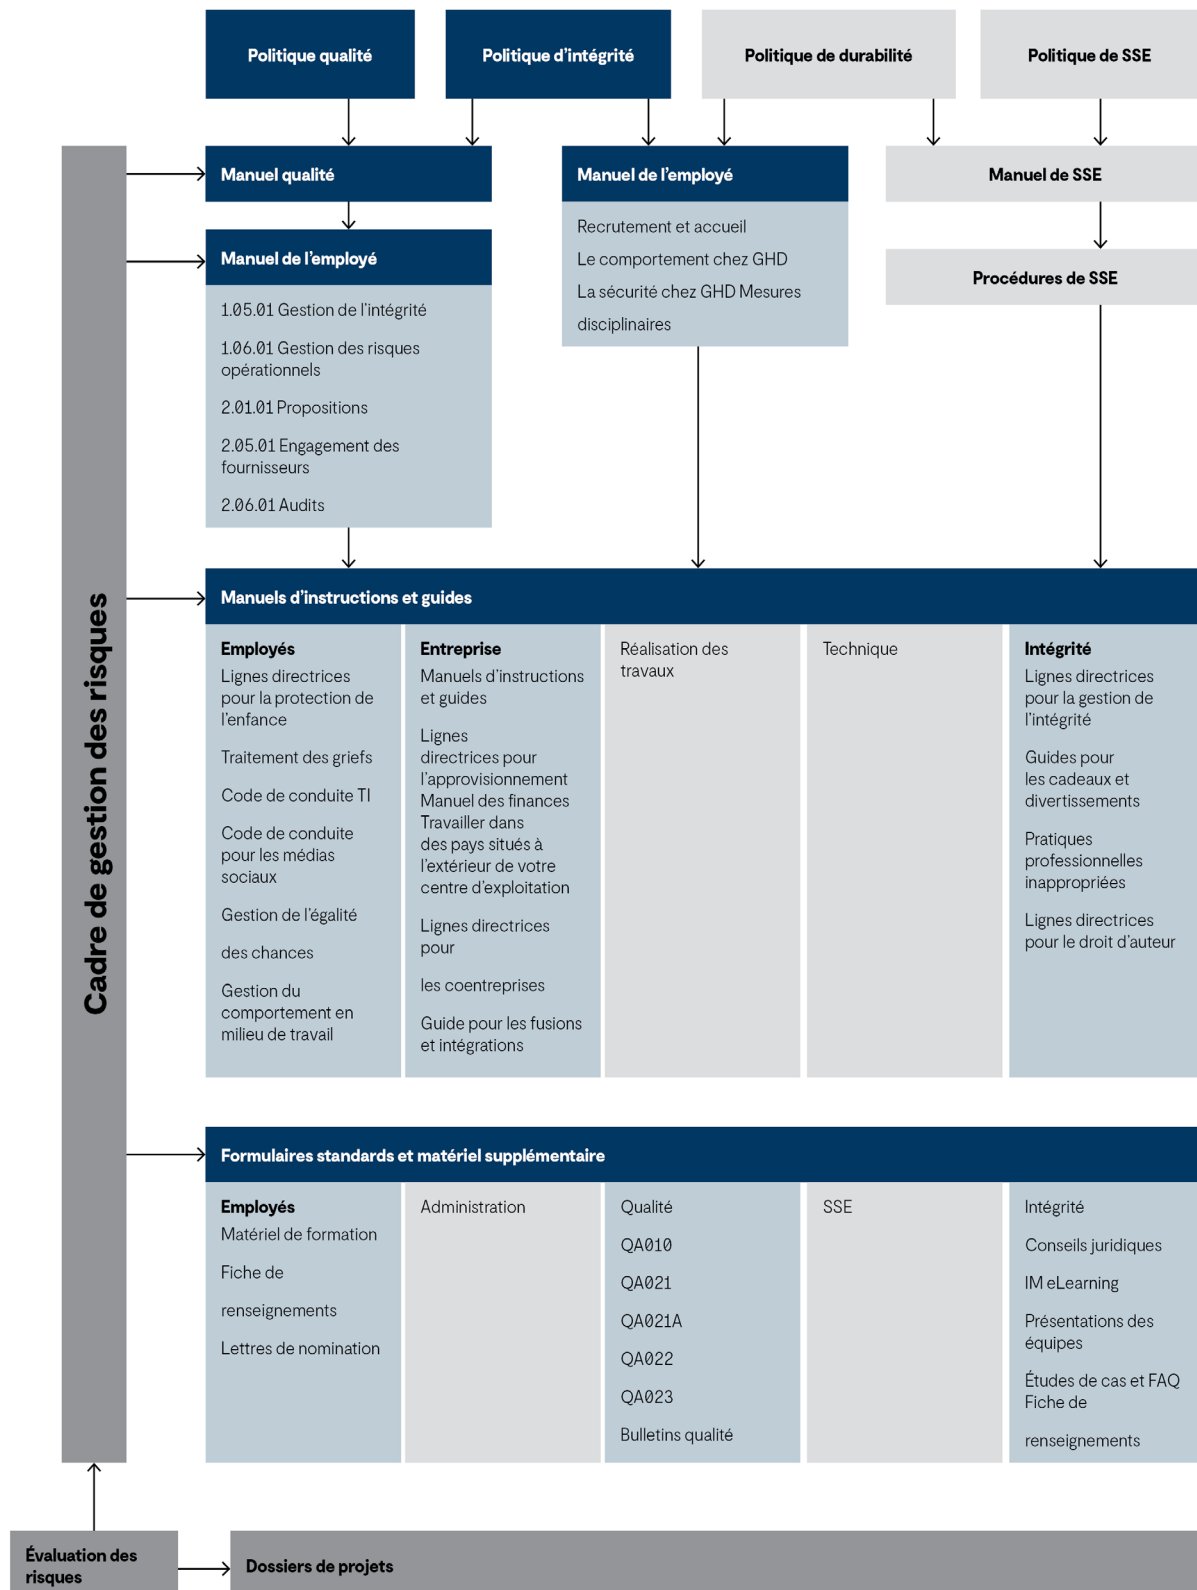 Politique qualité
Politique d'intégrité
Politique de durabilité
Politique de SSE
Cadre de gestion des risques
Manuel qualité
Manuel de l'employé
1.05.01 Gestion de l'intégrité
1.06.01 Gestion des risques
opérationnels
2.01.01 Propositions
2.05.01 Engagement des
fournisseurs
2.06.01 Audits
Manuel de l'employé
Recrutement et accueil
Le comportement chez GHD
La sécurité chez GHD Mesures
disciplinaires
Manuel de SSE
Procédures de SSE
Manuels d'instructions et guides
Employés
Lignes directrices
pour la protection de
l'enfance
Traitement des griefs
Code de conduite TI
Code de conduite
pour les médias
sociaux
Gestion de l'égalité
des chances
Gestion du
comportement en
milieu de travail
Entreprise
Manuels d'instructions
et guides
Lignes
directrices pour
l'approvisionnement
Manuel des finances
Travailler dans
des pays situés à
l'extérieur de votre
centre d'exploitation
Lignes directrices
pour
les coentreprises
Guide pour les fusions
et intégrations
Réalisation des
travaux
Technique
Intégrité
Lignes directrices
pour la gestion de
l'intégrité
Guides pour
les cadeaux et
divertissements
Pratiques
professionnelles
inappropriées
Lignes directrices
pour le droit d'auteur
Formulaires standards et matériel supplémentaire
Employés
Matériel de formation
Fiche de
renseignements
Lettres de nomination
Administration
Qualité
QA010
QA021
QA021A
QA022
QA023
Bulletins qualité
SSE
Intégrité
Conseils juridiques
IM eLearning
Présentations des
équipes
Études de cas et FAQ
Fiche de
renseignements
Évaluation des
risques
Dossiers de projets